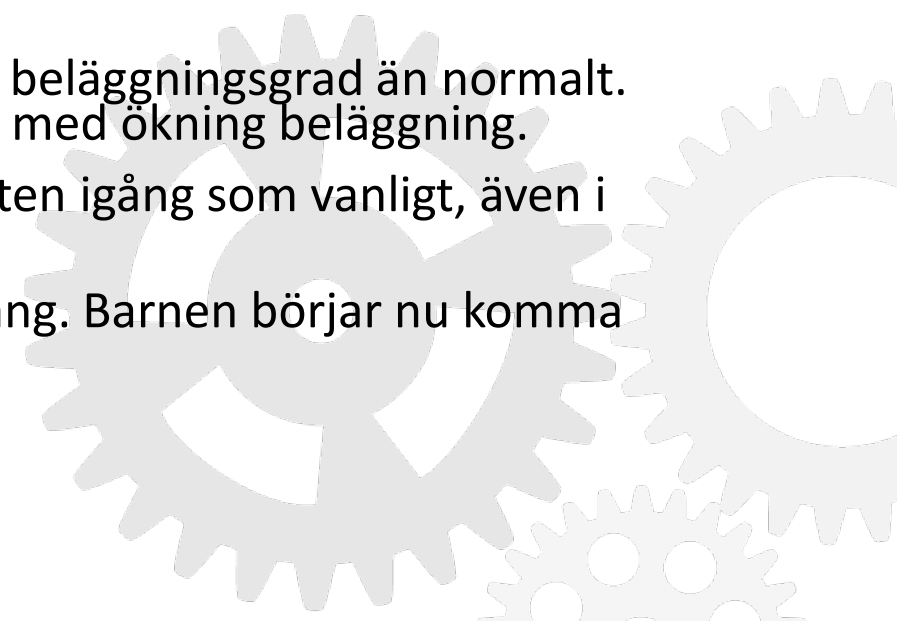 beläggningsgrad än normalt.
med ökning beläggning.
ten igång som vanligt, även i
ng. Barnen börjar nu komma